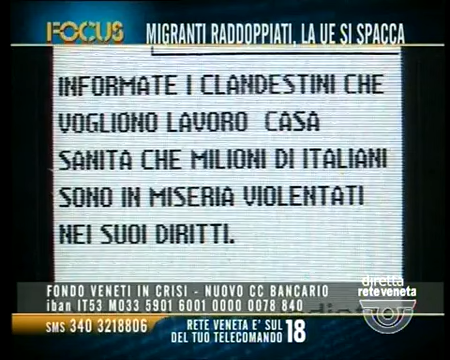 FOCUS
MIGRANTI RADDOPPIATI, LA UE SI SPACCA
INFORMATE I CLANDESTINI CHE
VOGLIONO LAVORO CASA
SANITÀ CHE MILIONI DI ITALIANI
SONO IN MISERIA VIOLENTATI
NEI SUOI DIRITTI.
diretta
reteveneta
FONDO VENETI IN CRISI - NUOVO CC BANCARIO
iban IT53 M033 5901 6001 0000 0078 840
SMS 340 3218806
RETE VENETA E' SUL
DEL TUO TELECOMANDO 18